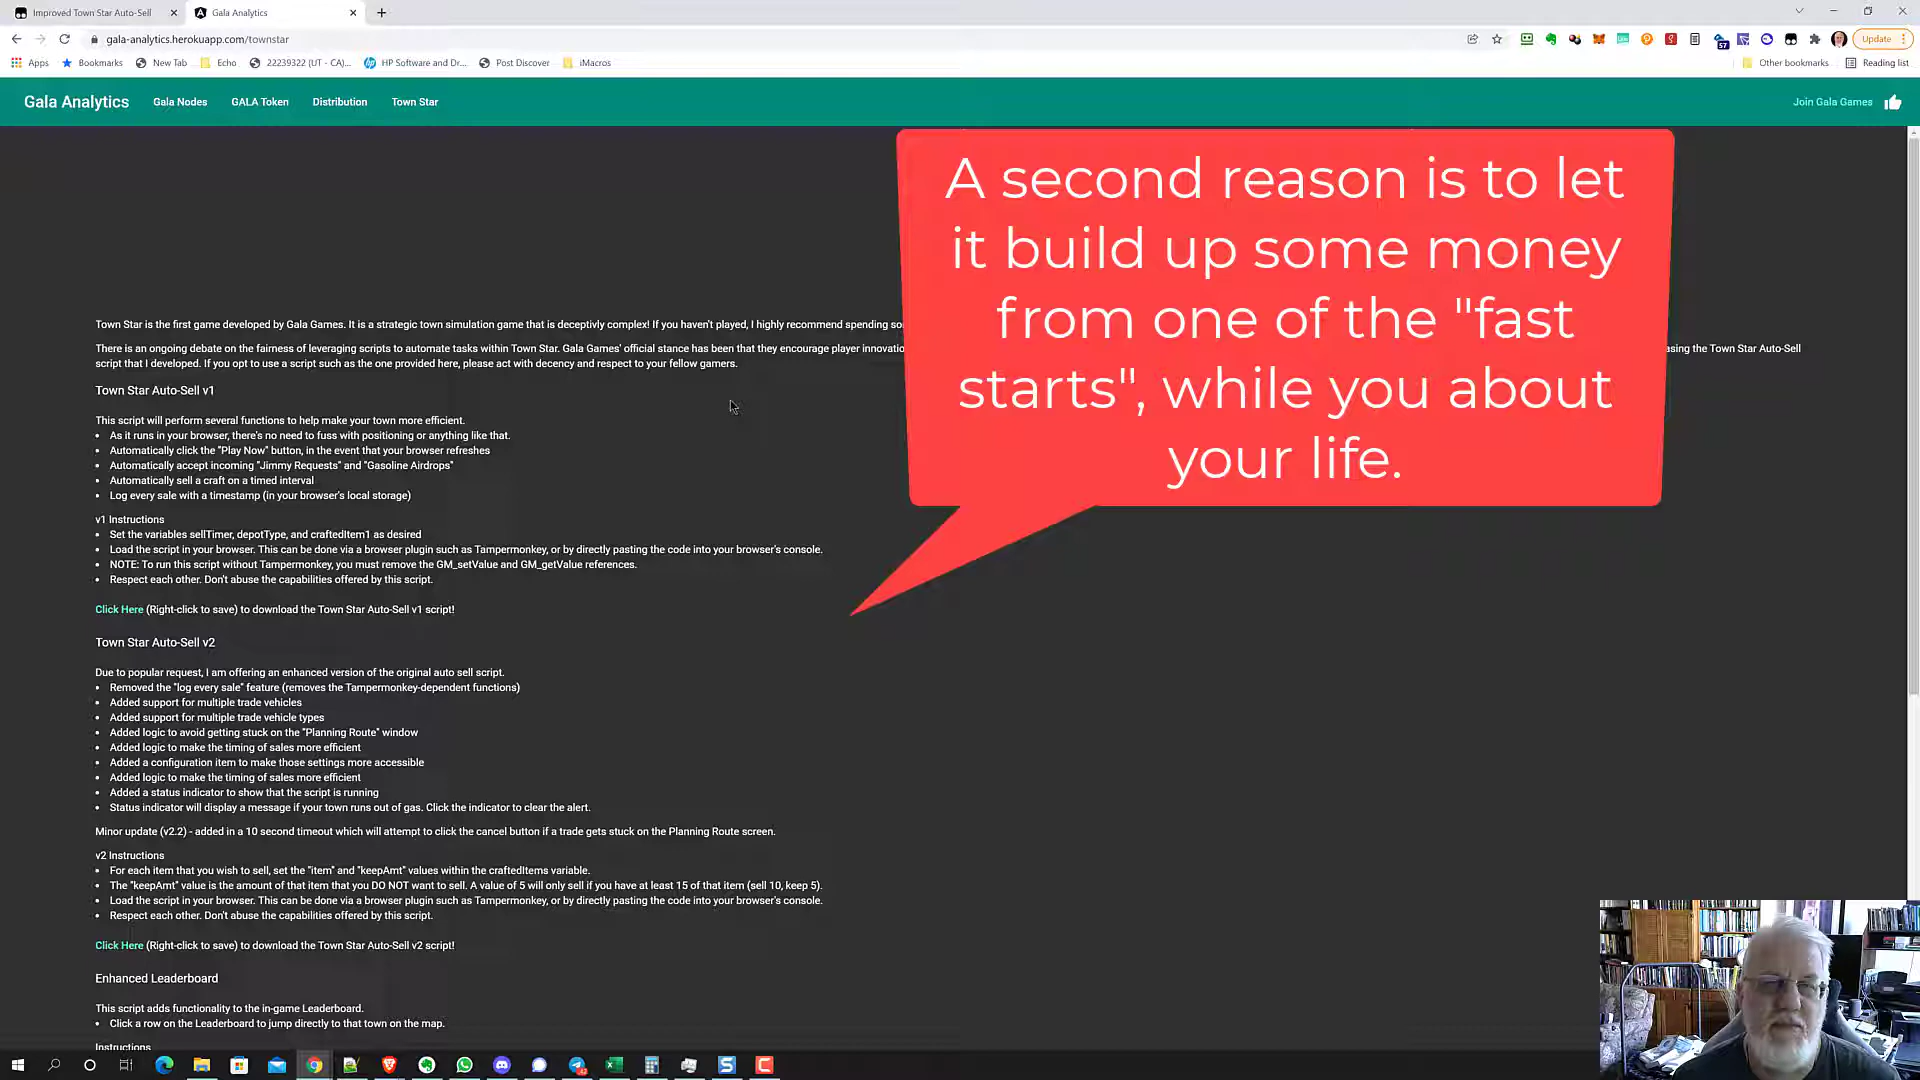 Improved Town Star Auto-Sell
Gala Analytics
gala-analytics.herokuapp.com/townstar
Update
Apps
Bookmarks
New Tab
Echo
22239322 (UT - CA)...
HP Software and Dr...
Post Discover
iMacros
Other bookmarks
Reading list
Gala Analytics
Gala Nodes
GALA Token
Distribution
Town Star
Join Gala Games
A second reason is to let
it build up some money
from one of the "fast
starts", while you about
your life.
Town Star is the first game developed by Gala Games. It is a strategic town simulation game that is deceptivly complex! If you haven't played, I highly recommend spending
There is an ongoing debate on the fairness of leveraging scripts to automate tasks within Town Star. Gala Games' official stance has been that they encourage player the Town Star Auto-Sell
script that I developed. If you opt to use a script such as the one provided here, please act with decency and respect to your fellow gamers.
Town Star Auto-Sell v1
This script will perform several functions to help make your town more efficient.
• As it runs in your browser, there's no need to fuss with positioning or anything like that.
• Automatically click the "Play Now" button, in the event that your browser refreshes
• Automatically accept incoming "Jimmy Requests" and "Gasoline Airdrops"
• Automatically sell a craft on a timed interval
• Log every sale with a timestamp (in your browser's local storage)
v1 Instructions
• Set the variables sellTimer, depotType, and craftedItem1 as desired
• Load the script in your browser. This can be done via a browser plugin such as Tampermonkey, or by directly pasting the code into your browser's console.
• NOTE: To run this script without Tampermonkey, you must remove the GM_setValue and GM_getValue references.
• Respect each other. Don't abuse the capabilities offered by this script.
Click Here (Right-click to save) to download the Town Star Auto-Sell v1 script!
Town Star Auto-Sell v2
Due to popular request, I am offering an enhanced version of the original auto sell script.
• Removed the "log every sale" feature (removes the Tampermonkey-dependent functions)
• Added support for multiple trade vehicles
• Added support for multiple trade vehicle types
• Added logic to avoid getting stuck on the "Planning Route" window
• Added logic to make the timing of sales more efficient
• Added a configuration item to make those settings more accessible
• Added logic to make the timing of sales more efficient
• Added a status indicator to show that the script is running
• Status indicator will display a message if your town runs out of gas. Click the indicator to clear the alert.
Minor update (v2.2) - added in a 10 second timeout which will attempt to click the cancel button if a trade gets stuck on the Planning Route screen.
v2 Instructions
• For each item that you wish to sell, set the "item" and "keepAmt" values within the craftedItems variable.
• The "keepAmt" value is the amount of that item that you DO NOT want to sell. A value of 5 will only sell if you have at least 15 of that item (sell 10, keep 5).
• Load the script in your browser. This can be done via a browser plugin such as Tampermonkey, or by directly pasting the code into your browser's console.
• Respect each other. Don't abuse the capabilities offered by this script.
Click Here (Right-click to save) to download the Town Star Auto-Sell v2 script!
Enhanced Leaderboard
This script adds functionality to the in-game Leaderboard.
• Click a row on the Leaderboard to jump directly to that town on the map.
Instructions